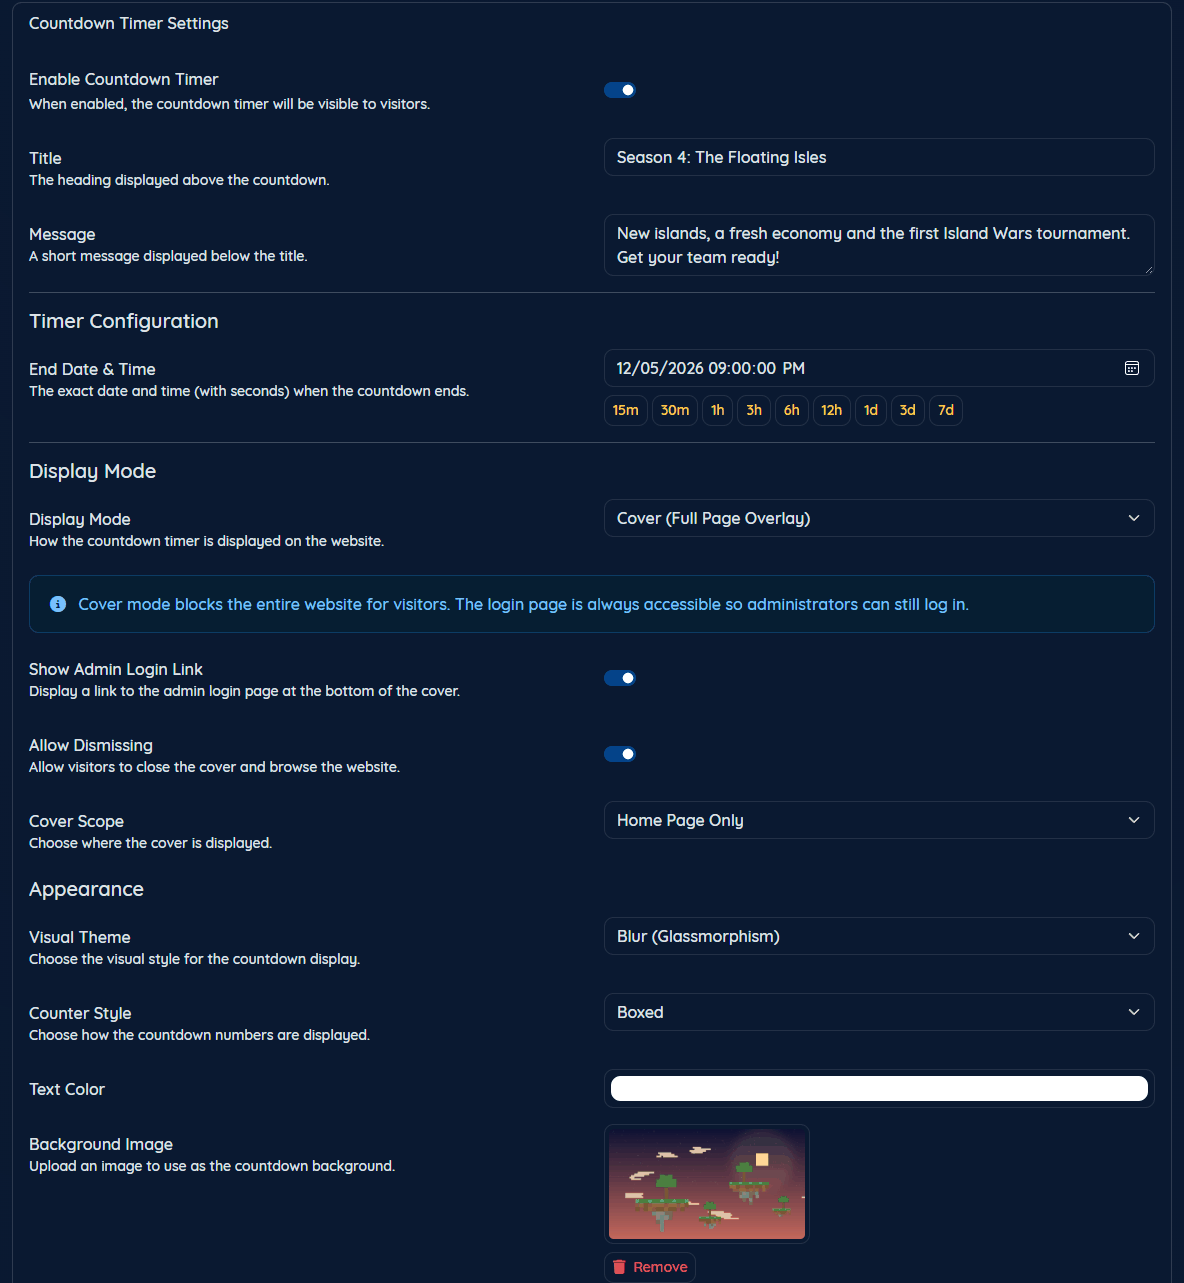 Countdown Timer Settings
Enable Countdown Timer
When enabled, the countdown timer will be visible to visitors.
Title
The heading displayed above the countdown.
Season 4: The Floating Isles
Message
A short message displayed below the title.
New islands, a fresh economy and the first Island Wars tournament.
Get your team ready!
Timer Configuration
End Date & Time
The exact date and time (with seconds) when the countdown ends.
12/05/2026 09:00:00 PM
15m 30m 1h 3h 6h 12h 1d 3d 7d
Display Mode
Display Mode
How the countdown timer is displayed on the website.
Cover (Full Page Overlay)
Cover mode blocks the entire website for visitors. The login page is always accessible so administrators can still log in.
Show Admin Login Link
Display a link to the admin login page at the bottom of the cover.
Allow Dismissing
Allow visitors to close the cover and browse the website.
Cover Scope
Choose where the cover is displayed.
Home Page Only
Appearance
Visual Theme
Choose the visual style for the countdown display.
Blur (Glassmorphism)
Counter Style
Choose how the countdown numbers are displayed.
Boxed
Text Color
Background Image
Upload an image to use as the countdown background.
Remove